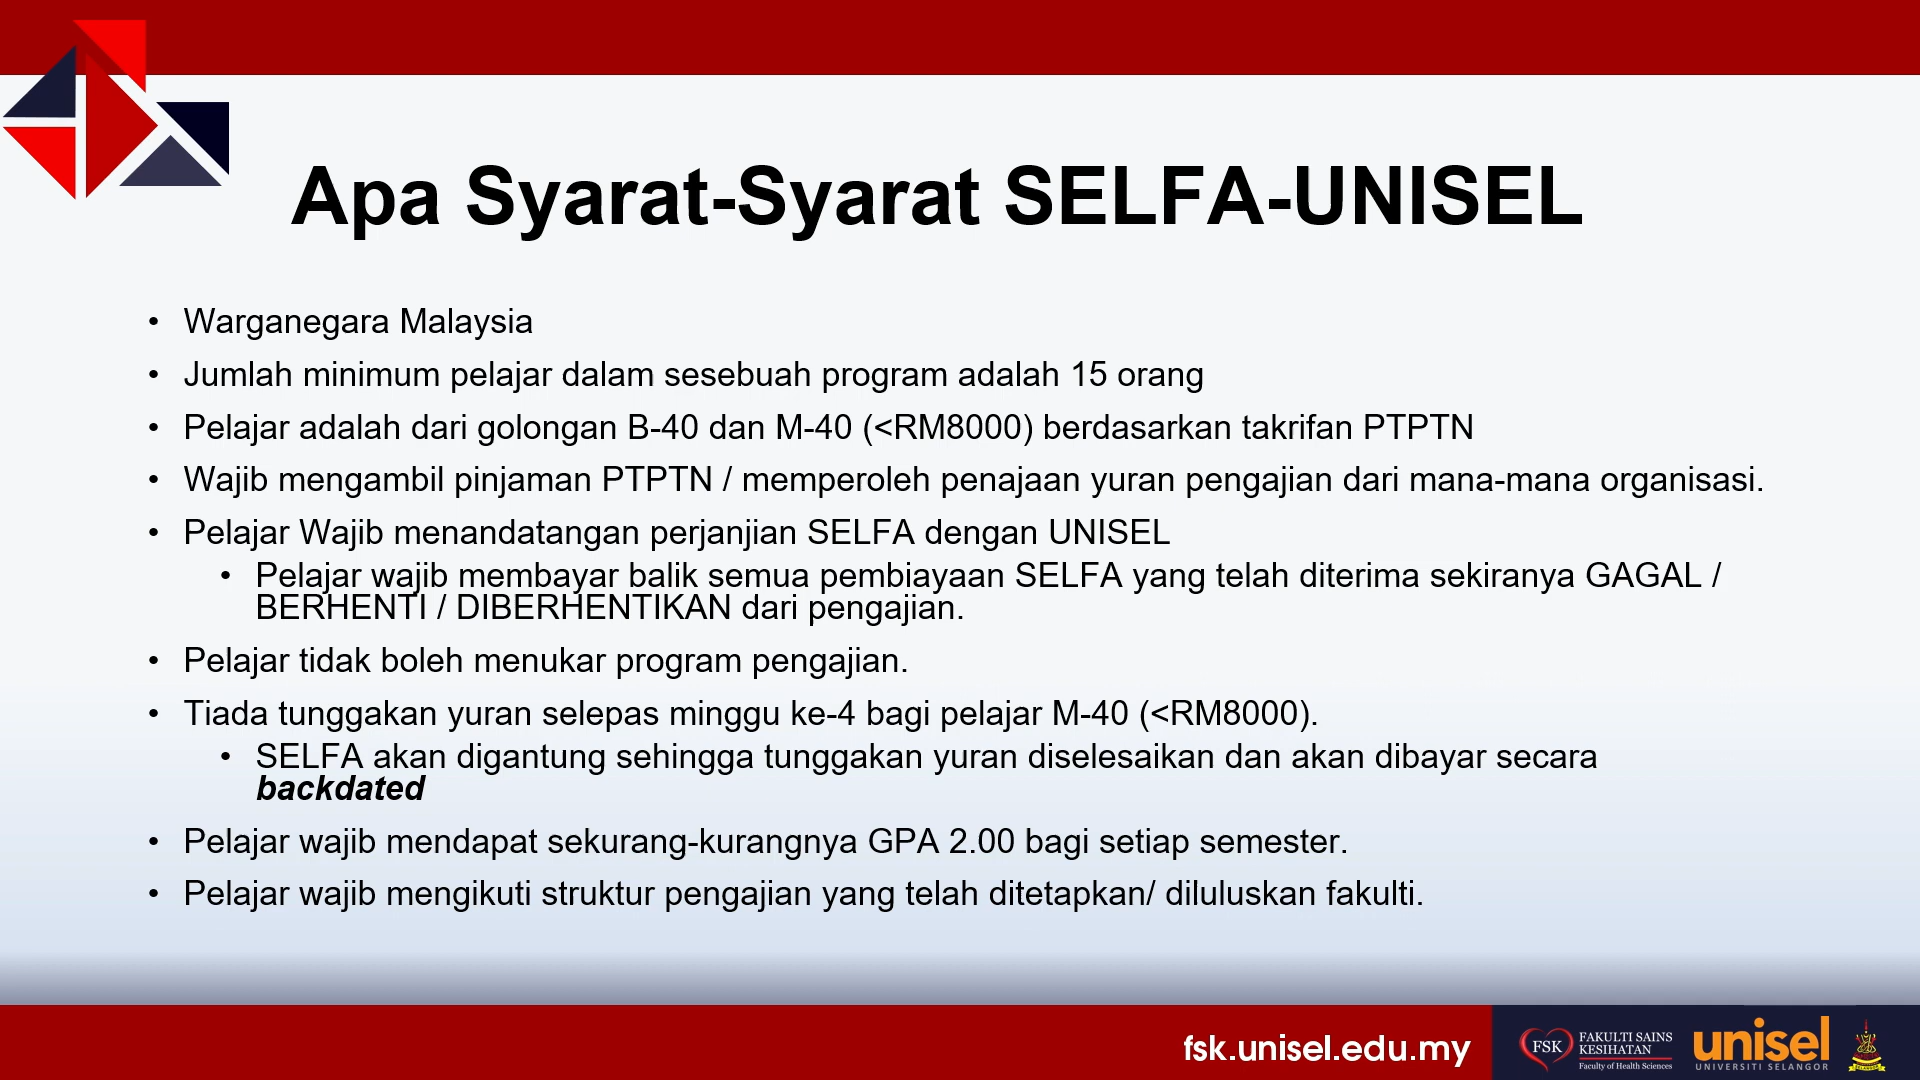 Apa Syarat-Syarat SELFA-UNISEL
• Warganegara Malaysia
• Jumlah minimum pelajar dalam sesebuah program adalah 15 orang
• Pelajar adalah dari golongan B-40 dan M-40 (<RM8000) berdasarkan takrifan PTPTN
• Wajib mengambil pinjaman PTPTN / memperoleh penajaan yuran pengajian dari mana-mana organisasi.
• Pelajar Wajib menandatangan perjanjian SELFA dengan UNISEL
• Pelajar wajib membayar balik semua pembiayaan SELFA yang telah diterima sekiranya GAGAL /
BERHENTI / DIBERHENTIKAN dari pengajian.
• Pelajar tidak boleh menukar program pengajian.
• Tiada tunggakan yuran selepas minggu ke-4 bagi pelajar M-40 (<RM8000).
• SELFA akan digantung sehingga tunggakan yuran diselesaikan dan akan dibayar secara
backdated
• Pelajar wajib mendapat sekurang-kurangnya GPA 2.00 bagi setiap semester.
• Pelajar wajib mengikuti struktur pengajian yang telah ditetapkan/ diluluskan fakulti.
fsk.unisel.edu.my
FSK
FAKULTI SAINS
KESIHATAN
Faculty of Health Sciences
unisel
UNIVERSITI SELANGOR
SELANGOR